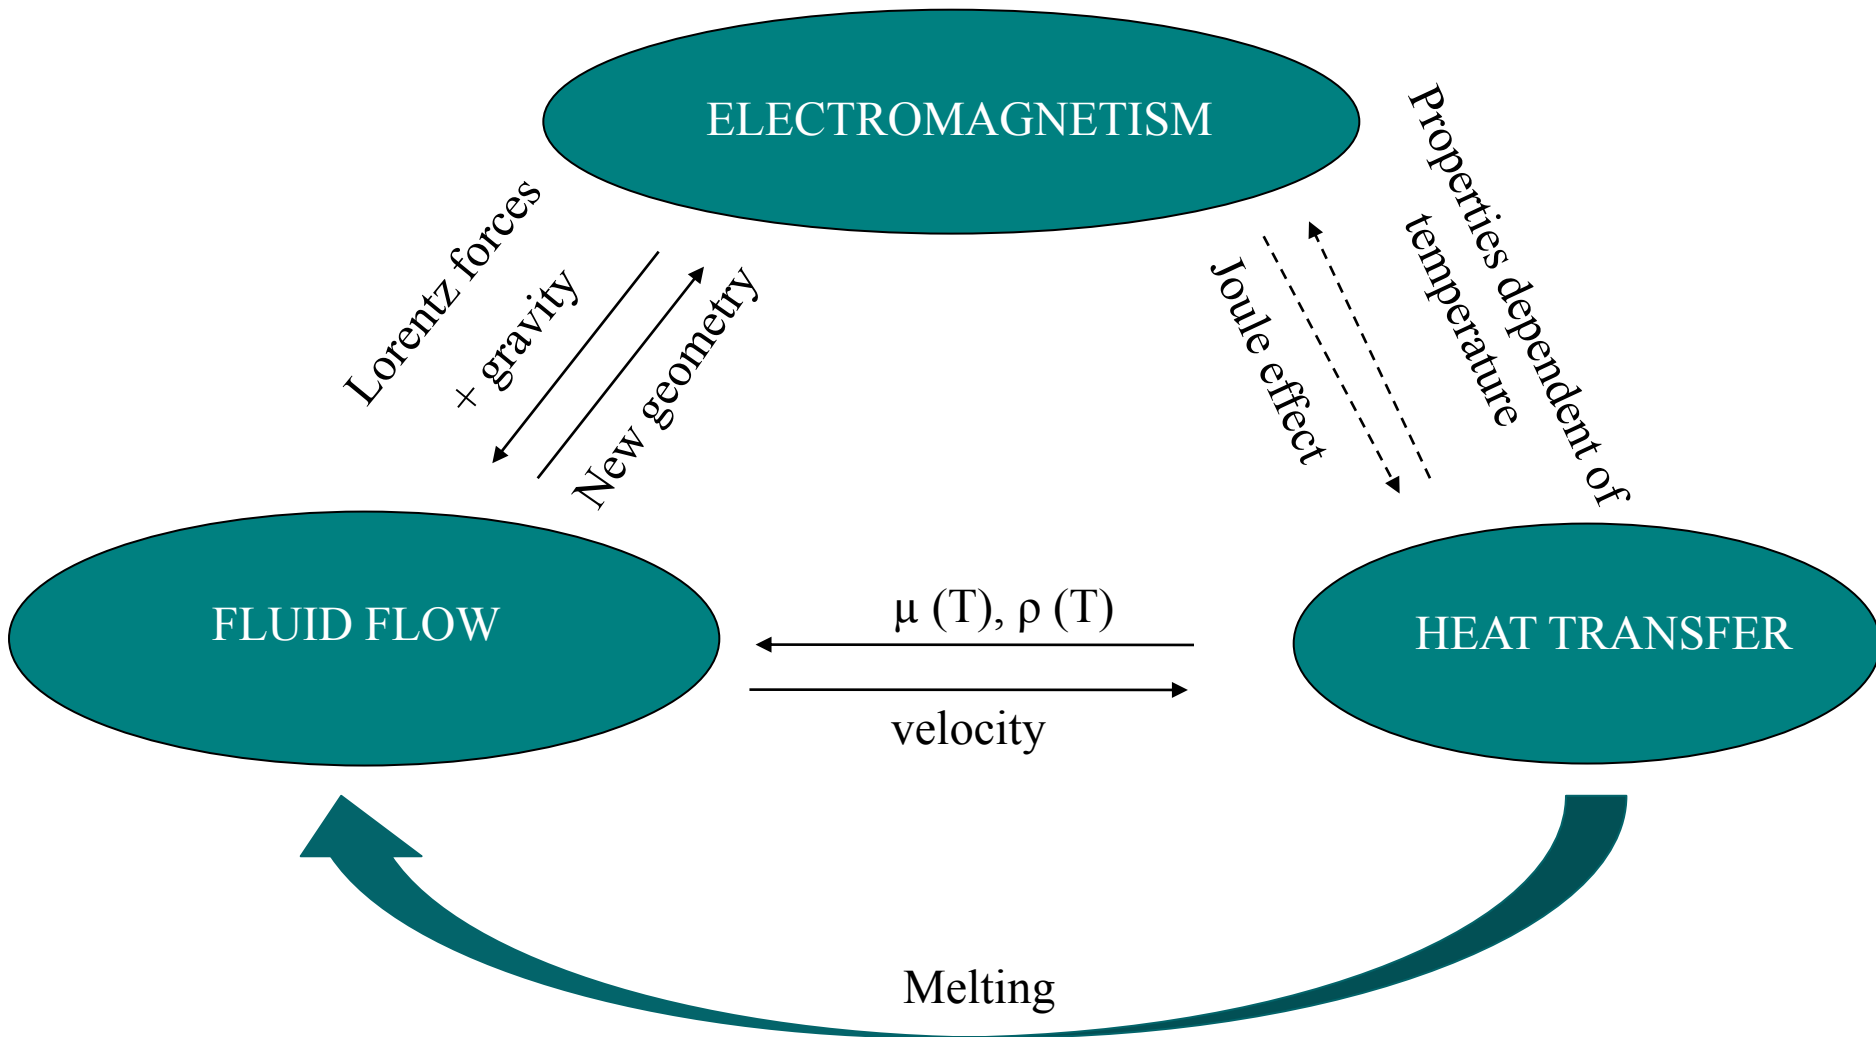 ELECTROMAGNETISM
Lorentz forces
+ gravity
New geometry
Joule effect
Properties dependent of
temperature
FLUID FLOW
μ (T), ρ (T)
velocity
HEAT TRANSFER
Melting